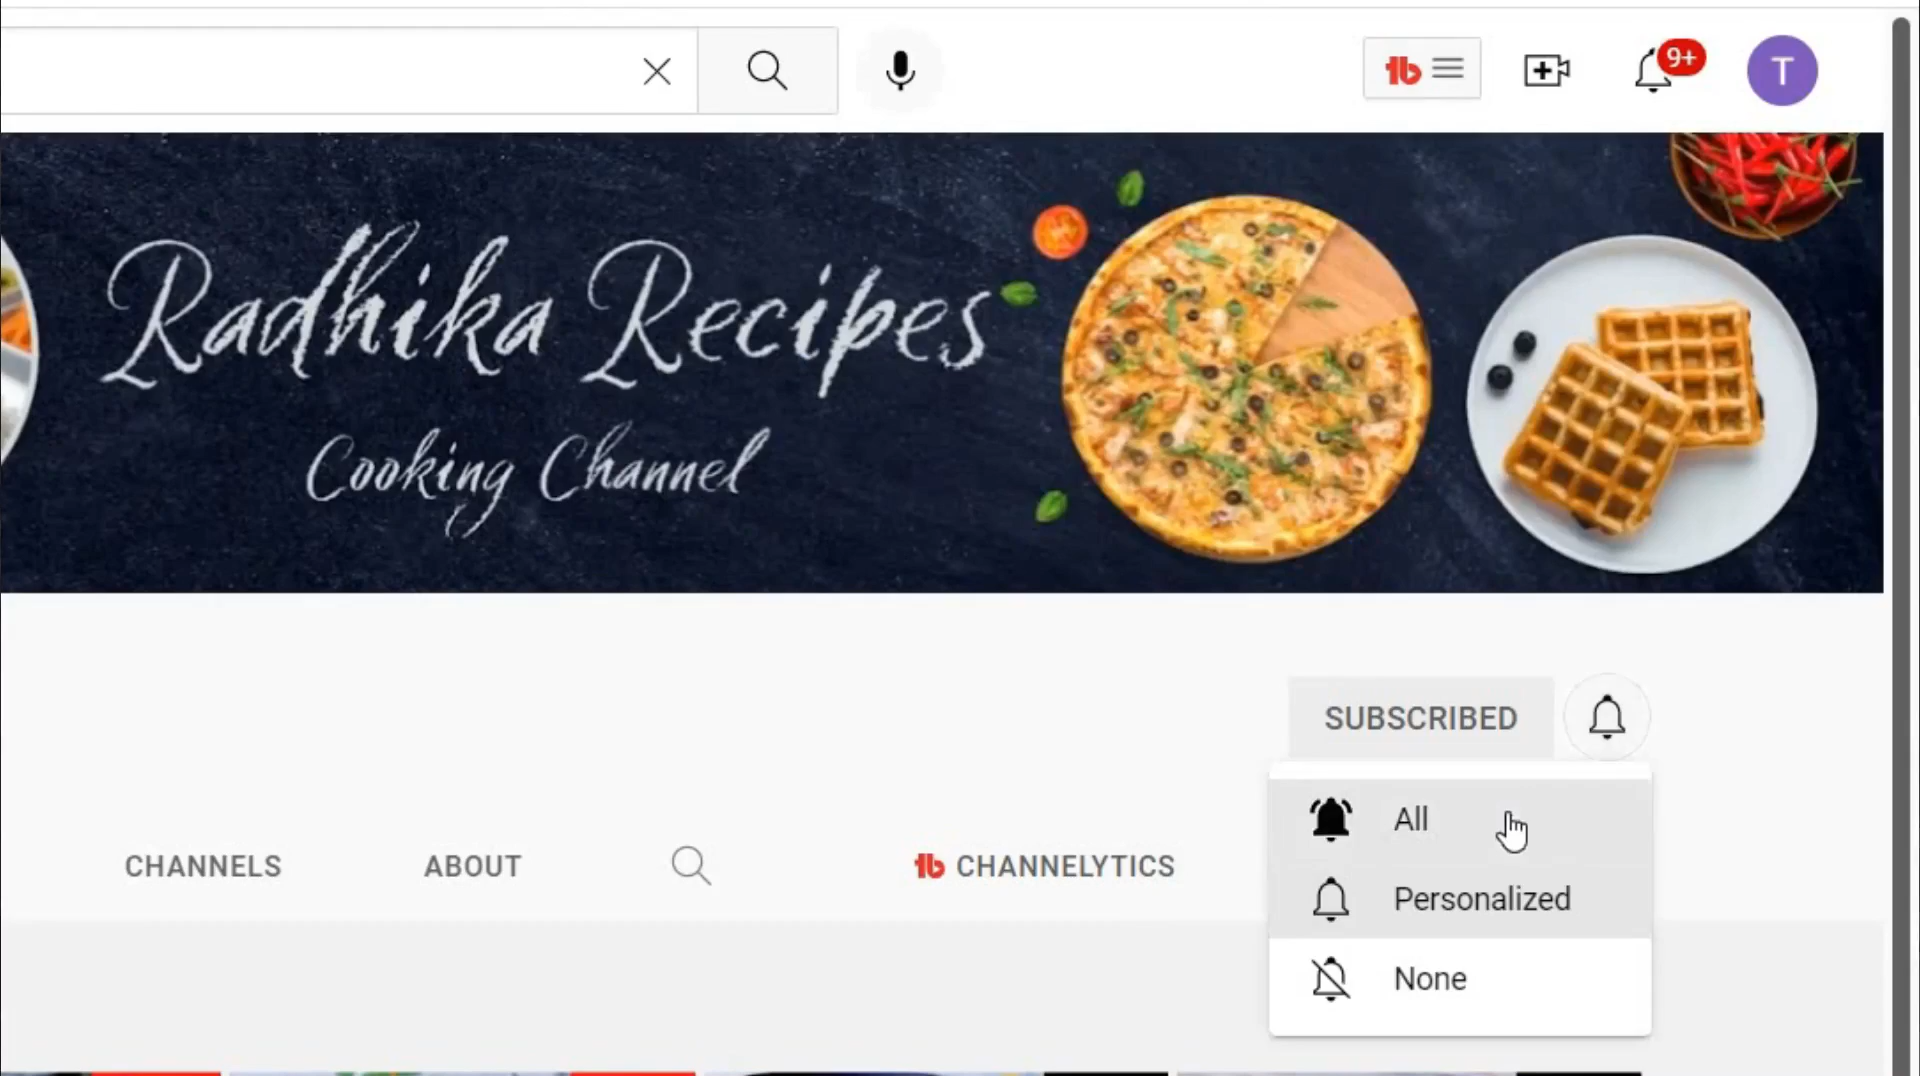 9+
T
Radhika Recipes
Cooking Channel
SUBSCRIBED
All
CHANNELS ABOUT CHANNELYTICS
Personalized
None